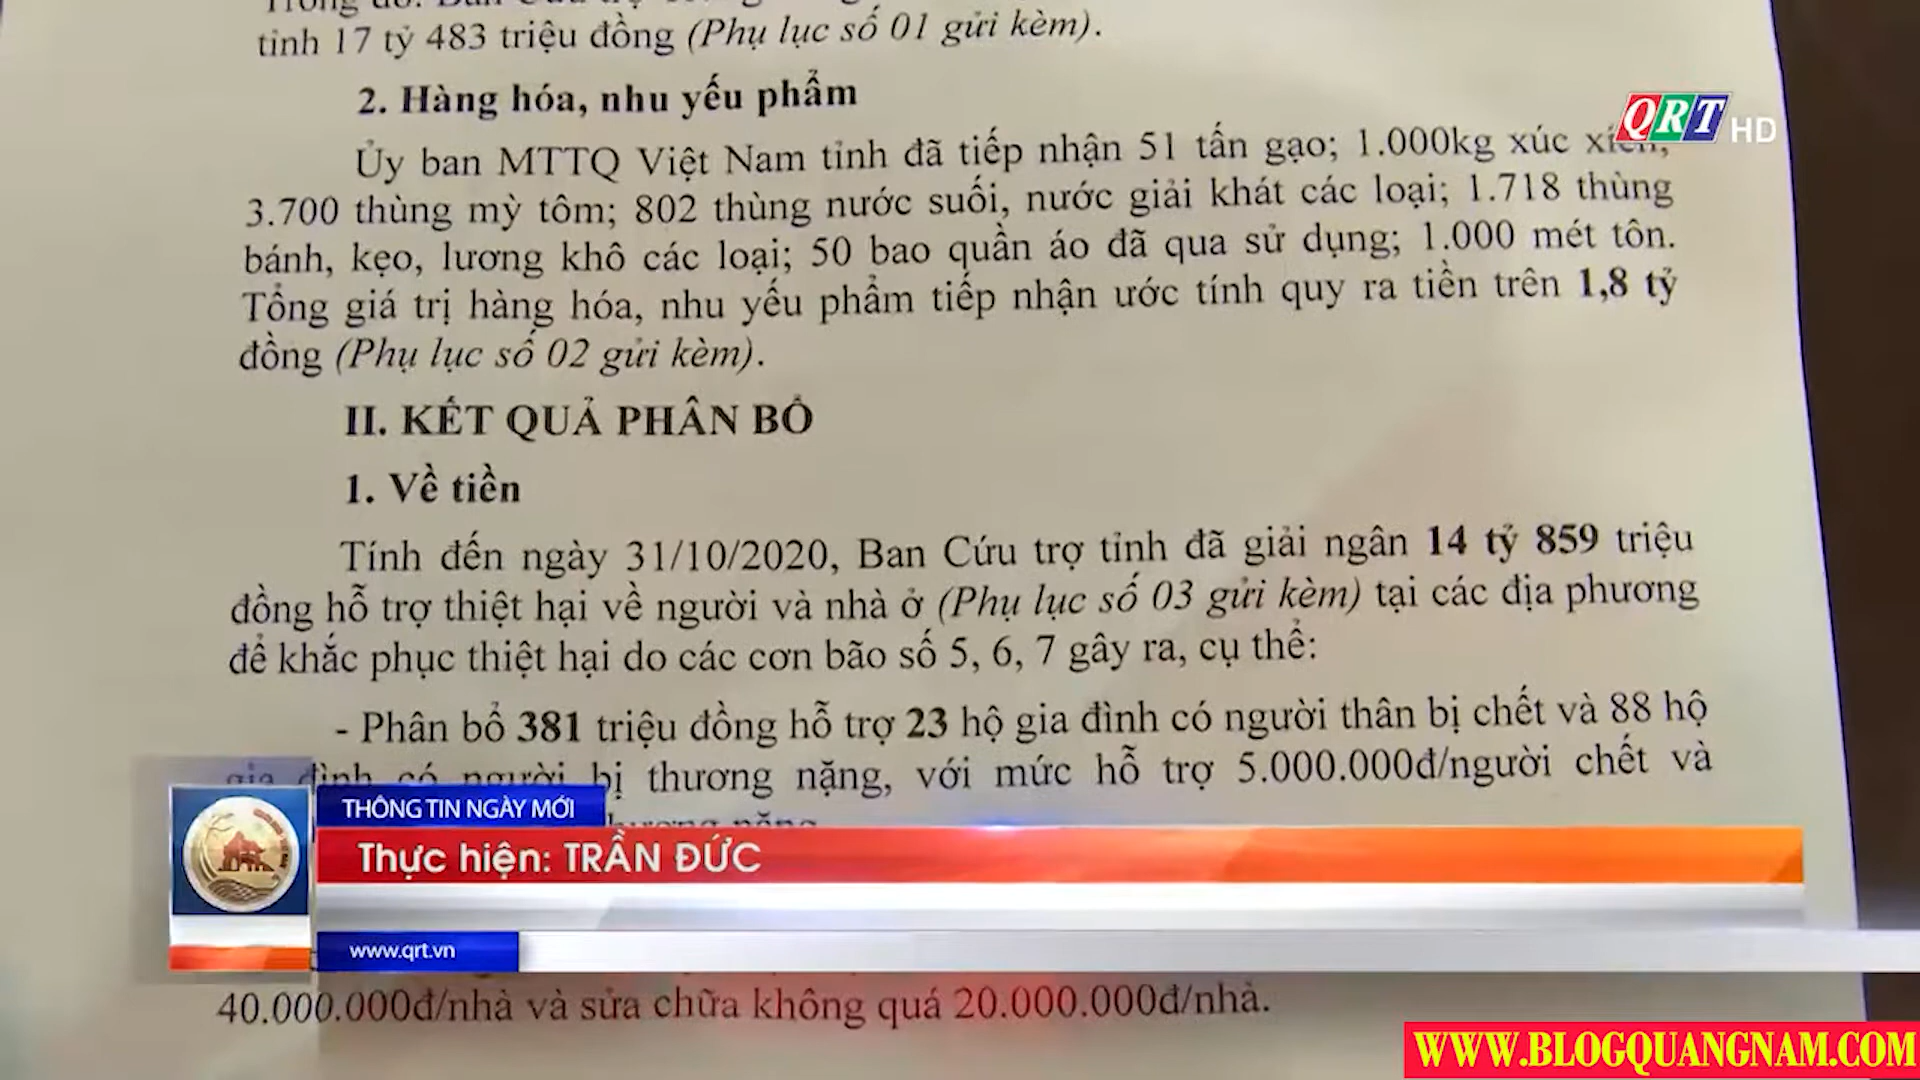 tỉnh 17 tỷ 483 triệu đồng (Phụ lục số 01 gửi kèm).
2. Hàng hóa, nhu yếu phẩm
QRT HD
Ủy ban MTTQ Việt Nam tỉnh đã tiếp nhận 51 tấn gạo; 1.000kg xúc
3.700 thùng mỳ tôm; 802 thùng nước suối, nước giải khát các loại; 1.718 thùng
bánh, kẹo, lương khô các loại; 50 bao quần áo đã qua sử dụng; 1.000 mét tôn.
Tổng giá trị hàng hóa, nhu yếu phẩm tiếp nhận ước tính quy ra tiền trên 1,8 tỷ
đồng (Phụ lục số 02 gửi kèm).
II. KẾT QUẢ PHÂN BỔ
1. Về tiền
Tính đến ngày 31/10/2020, Ban Cứu trợ tỉnh đã giải ngân 14 tỷ 859 triệu
đồng hỗ trợ thiệt hại về người và nhà ở (Phụ lục số 03 gửi kèm) tại các địa phương
để khắc phục thiệt hại do các cơn bão số 5, 6, 7 gây ra, cụ thể:
- Phân bổ 381 triệu đồng hỗ trợ 23 hộ gia đình có người thân bị chết và 88 hộ
gia đình có người bị thương nặng, với mức hỗ trợ 5.000.000đ/người chết và
THÔNG TIN NGÀY MỚI
Thực hiện: TRẦN ĐỨC
www.qrt.vn
40.000.000đ/nhà và sửa chữa không quá 20.000.000đ/nhà.
WWW.BLOGQUANGNAM.COM